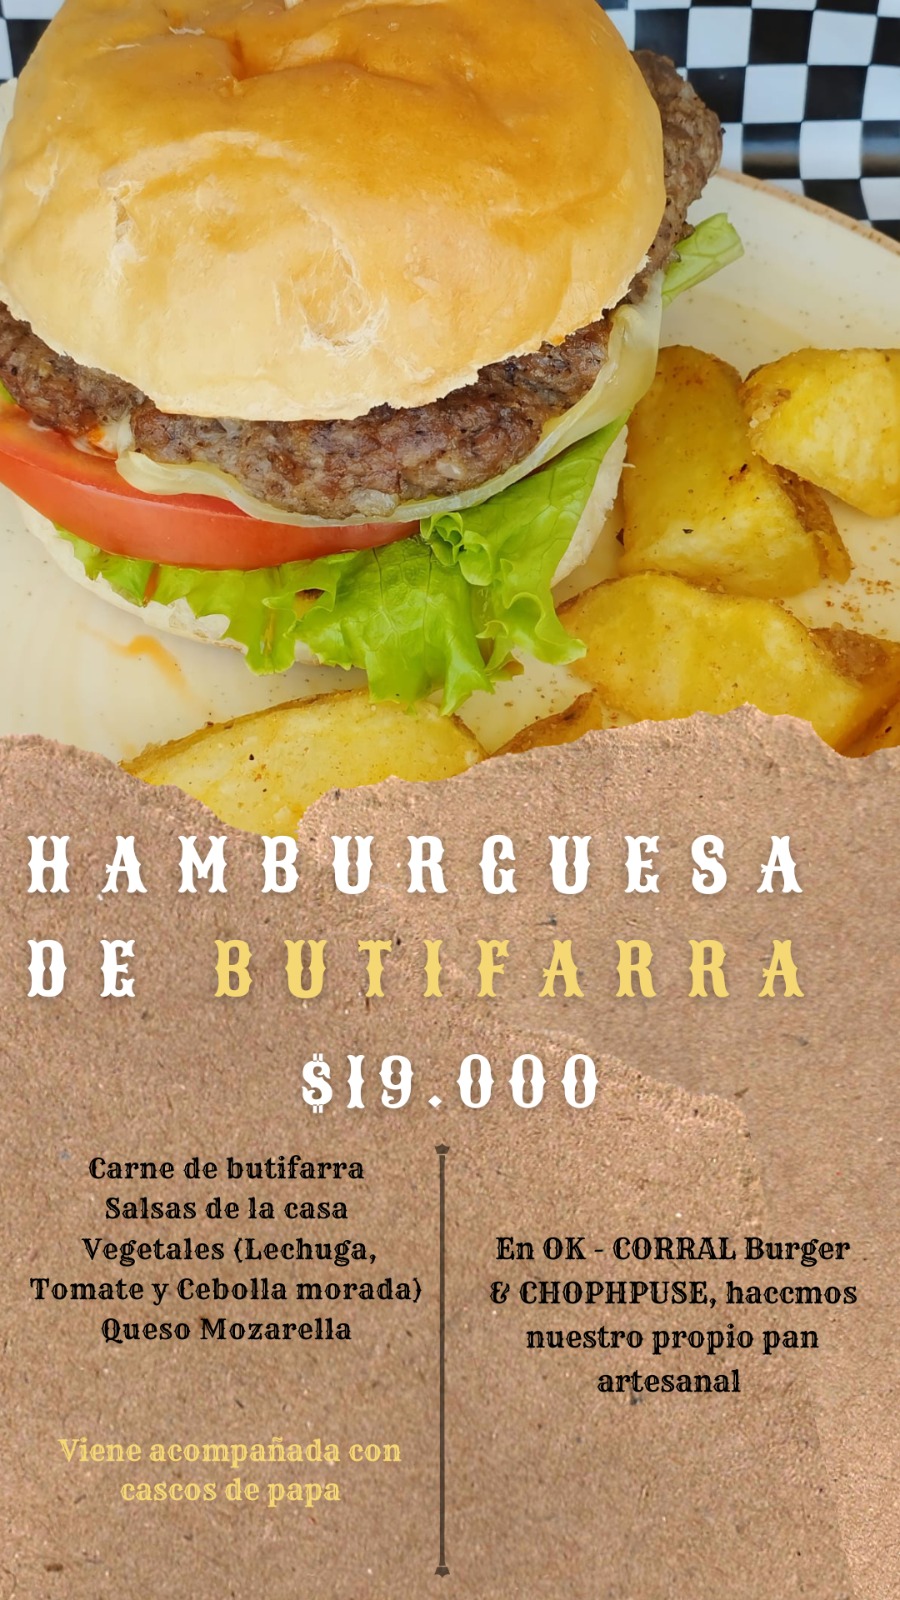 HAMBURGUESA
DE BUTIFARRA
$19.000
Carne de butifarra
Salsas de la casa
Vegetales (Lechuga,
Tomate y Cebolla morada)
Queso Mozarella
Viene acompañada con
cascos de papa
En OK - CORRAL Burger
& CHOPHPUSE, haccmos
nuestro propio pan
artesanal